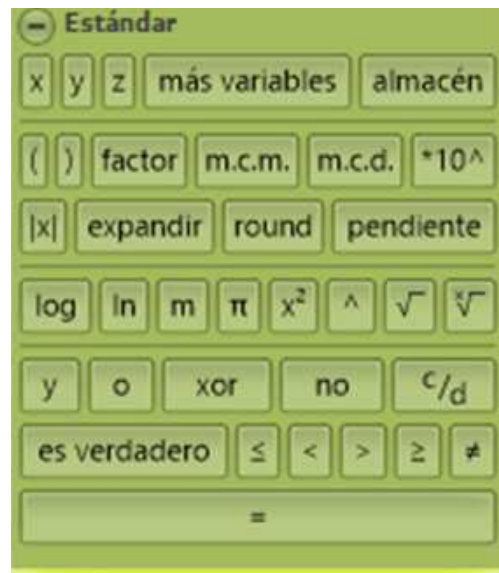 Estándar
x y z más variables almacén
( ) factor m.c.m. m.c.d. *10^
|x| expandir round pendiente
log ln m π x² ^ √ ˣ√
y o xor no c/d
es verdadero ≤ < > ≥ ≠
=